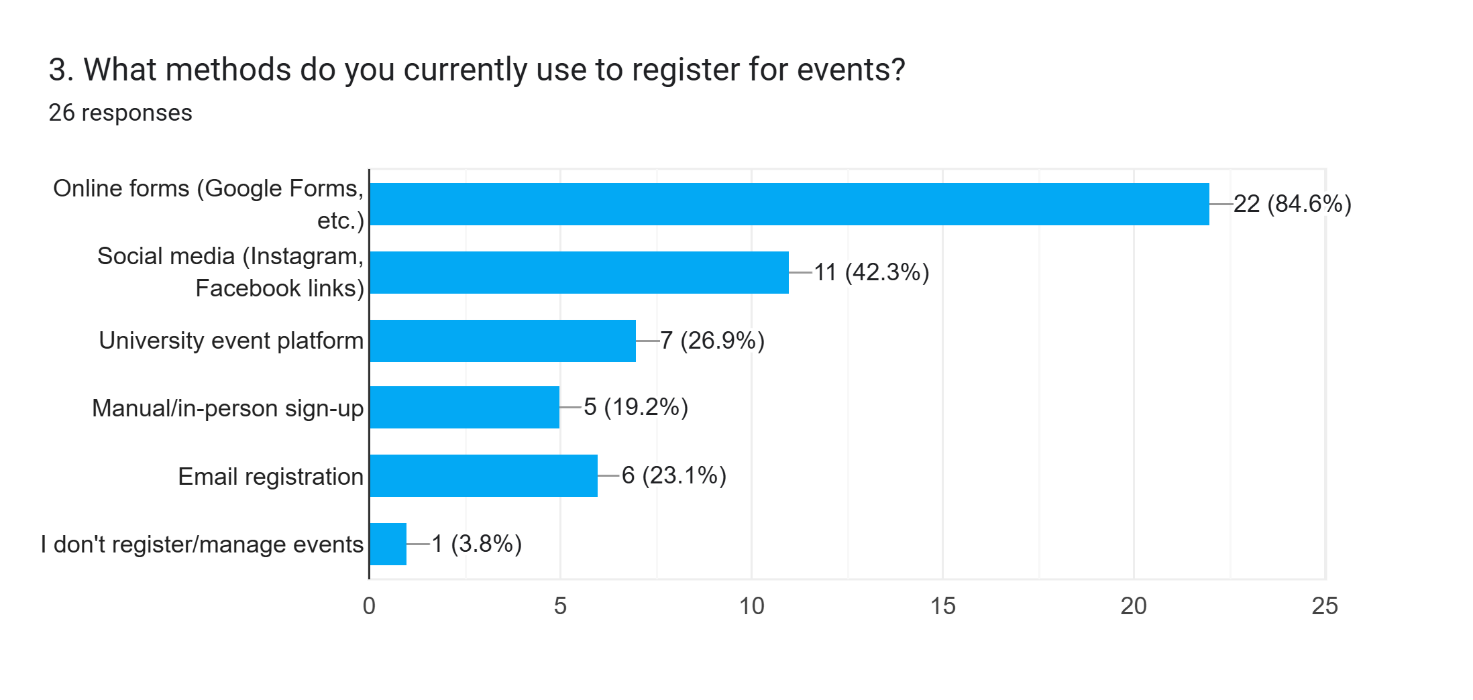 3. What methods do you currently use to register for events?
26 responses
Online forms (Google Forms,
etc.)
22 (84.6%)
Social media (Instagram,
Facebook links)
11 (42.3%)
University event platform
7 (26.9%)
Manual/in-person sign-up
5 (19.2%)
Email registration
6 (23.1%)
I don't register/manage events
1 (3.8%)
0 5 10 15 20 25